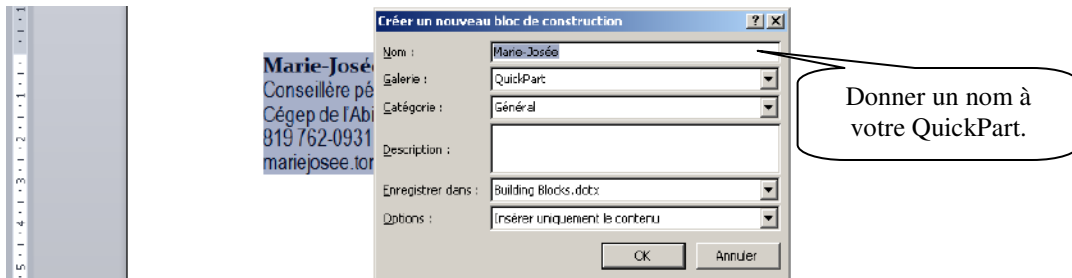 Créer un nouveau bloc de construction
Nom : Marie-Josée
Galerie : QuickPart
Catégorie : Général
Description :
Enregistrer dans : Building Blocks.dotx
Options : Insérer uniquement le contenu
OK Annuler
Marie-Josée
Conseillère
Cégep de l'Abi
819 762-0931
mariejosee.tor
Donner un nom à
votre QuickPart.